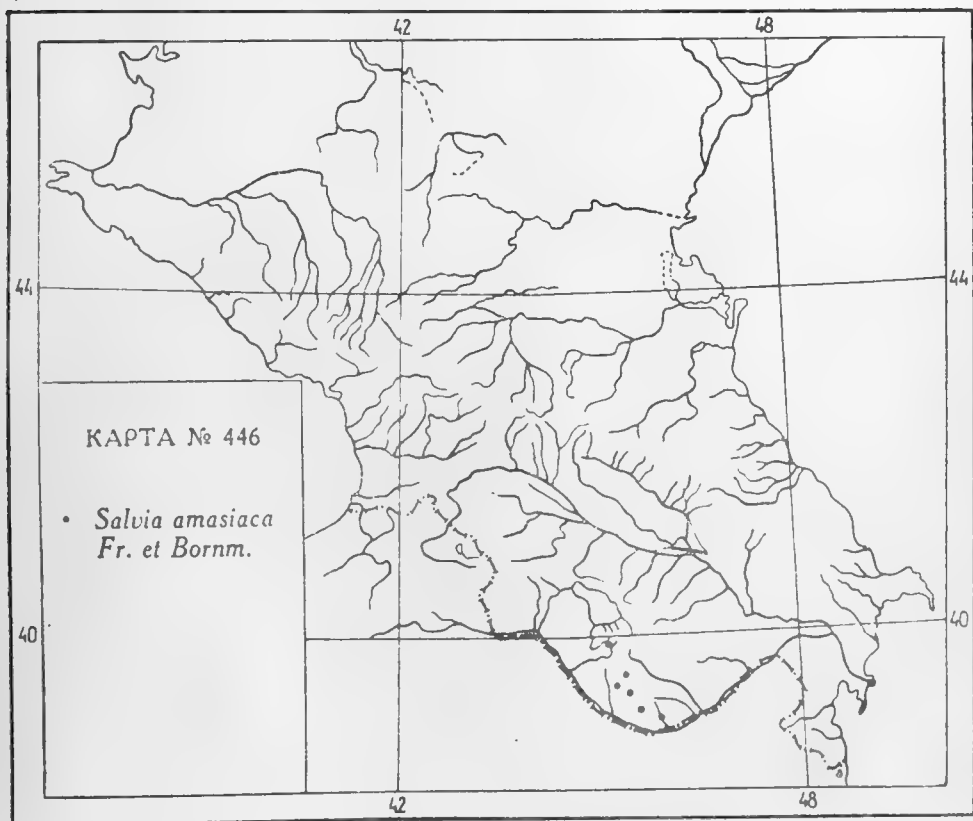 42 48
44 44
КАРТА № 446
• Salvia amasiaca
Fr. et Bornm.
40 40
42 48